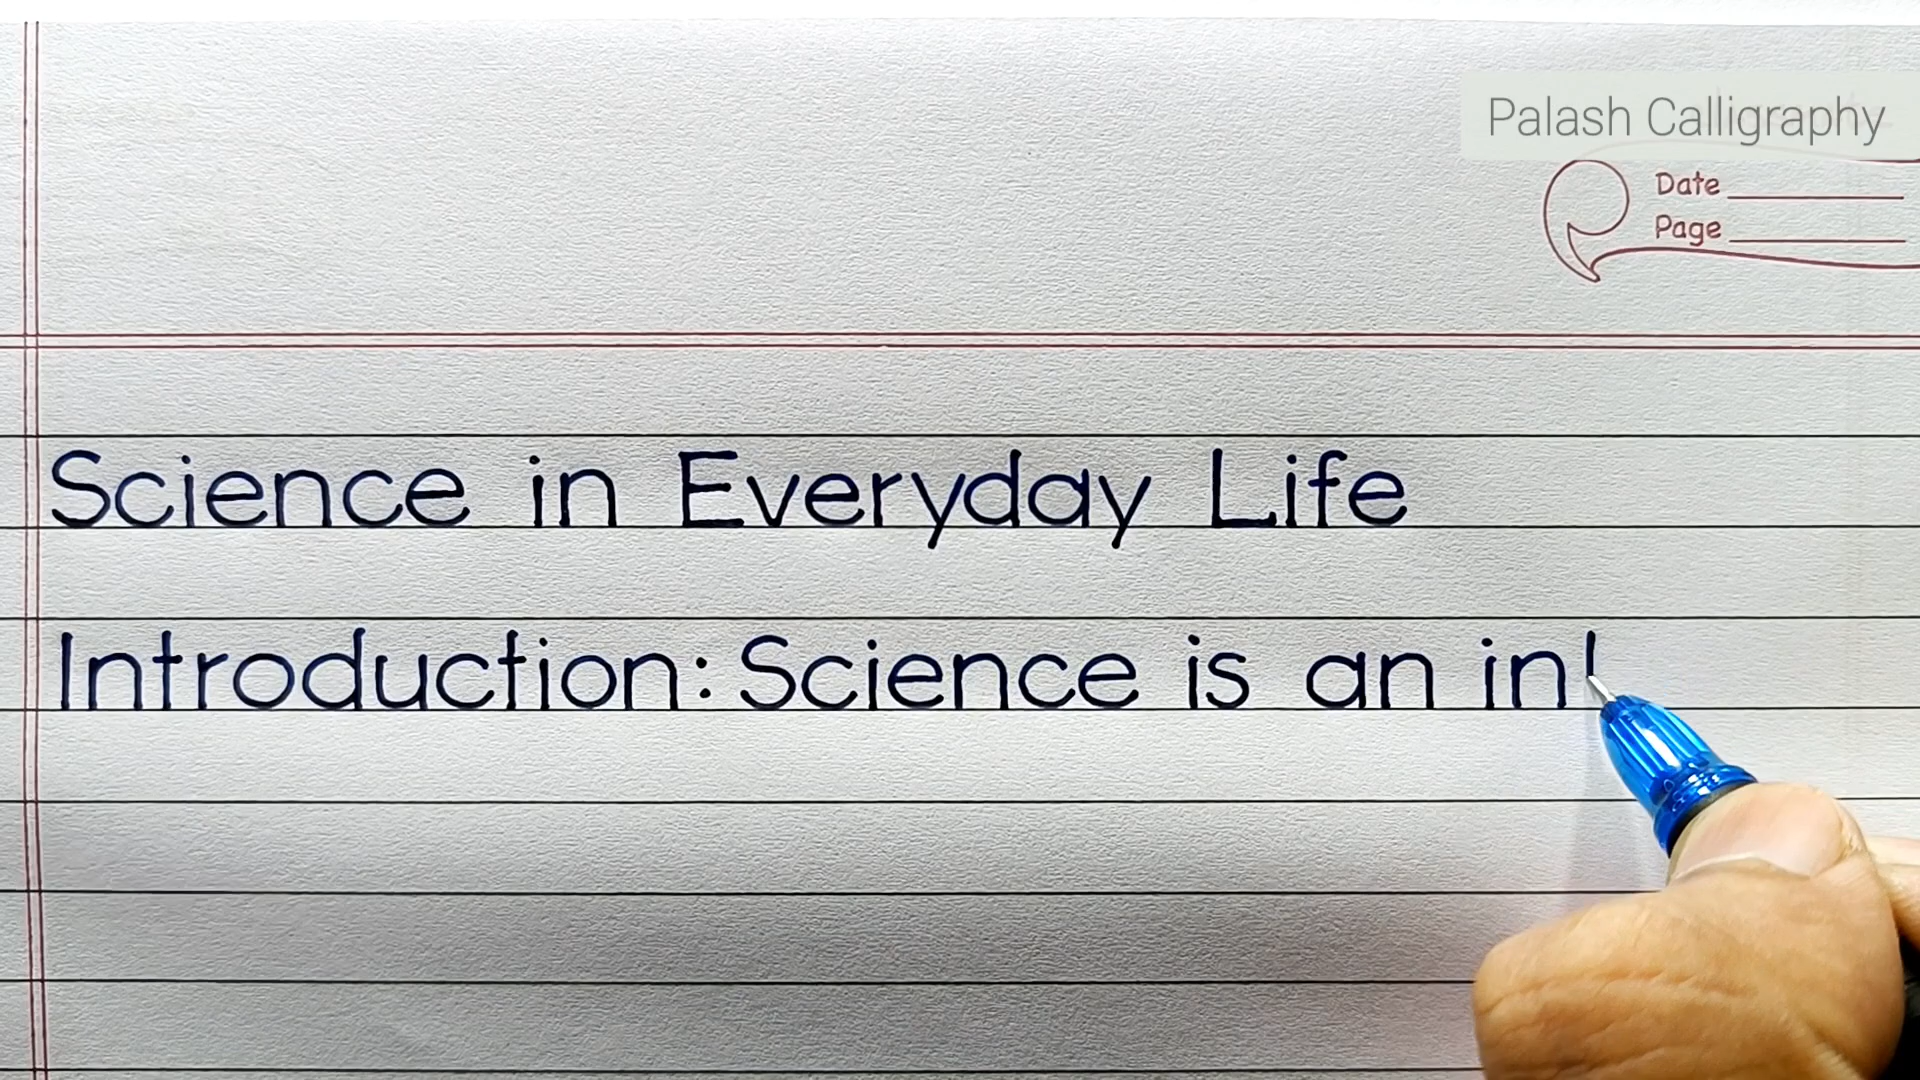 Palash Calligraphy
Date
Page
Science in Everyday Life
Introduction: Science is an in